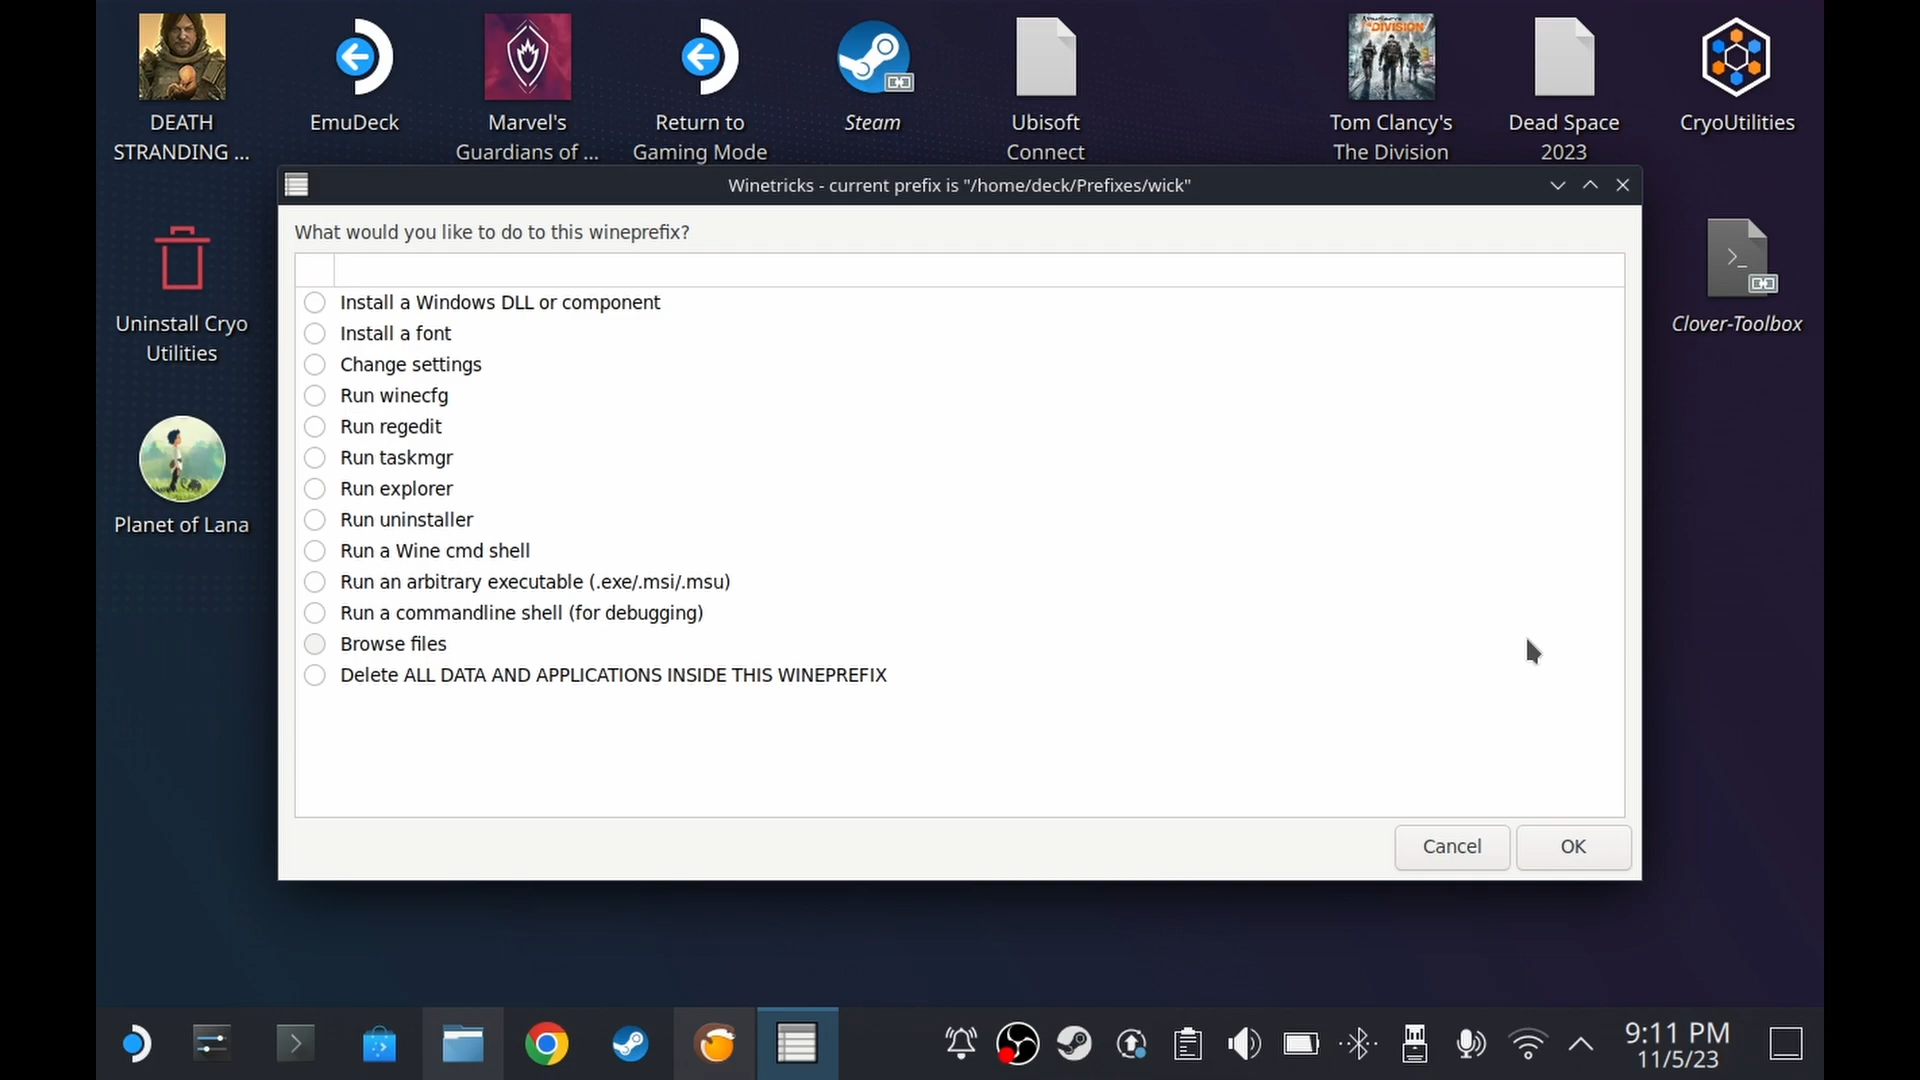 DEATH
STRANDING ...
EmuDeck
Marvel's
Guardians of ...
Return to
Gaming Mode
Steam
Ubisoft
Connect
Tom Clancy's
The Division
Dead Space
2023
CryoUtilities
Winetricks - current prefix is "/home/deck/Prefixes/wick"
What would you like to do to this wineprefix?
Install a Windows DLL or component
Install a font
Change settings
Run winecfg
Run regedit
Run taskmgr
Run explorer
Run uninstaller
Run a Wine cmd shell
Run an arbitrary executable (.exe/.msi/.msu)
Run a commandline shell (for debugging)
Browse files
Delete ALL DATA AND APPLICATIONS INSIDE THIS WINEPREFIX
Cancel
OK
Uninstall Cryo
Utilities
Planet of Lana
Clover-Toolbox
9:11 PM
11/5/23